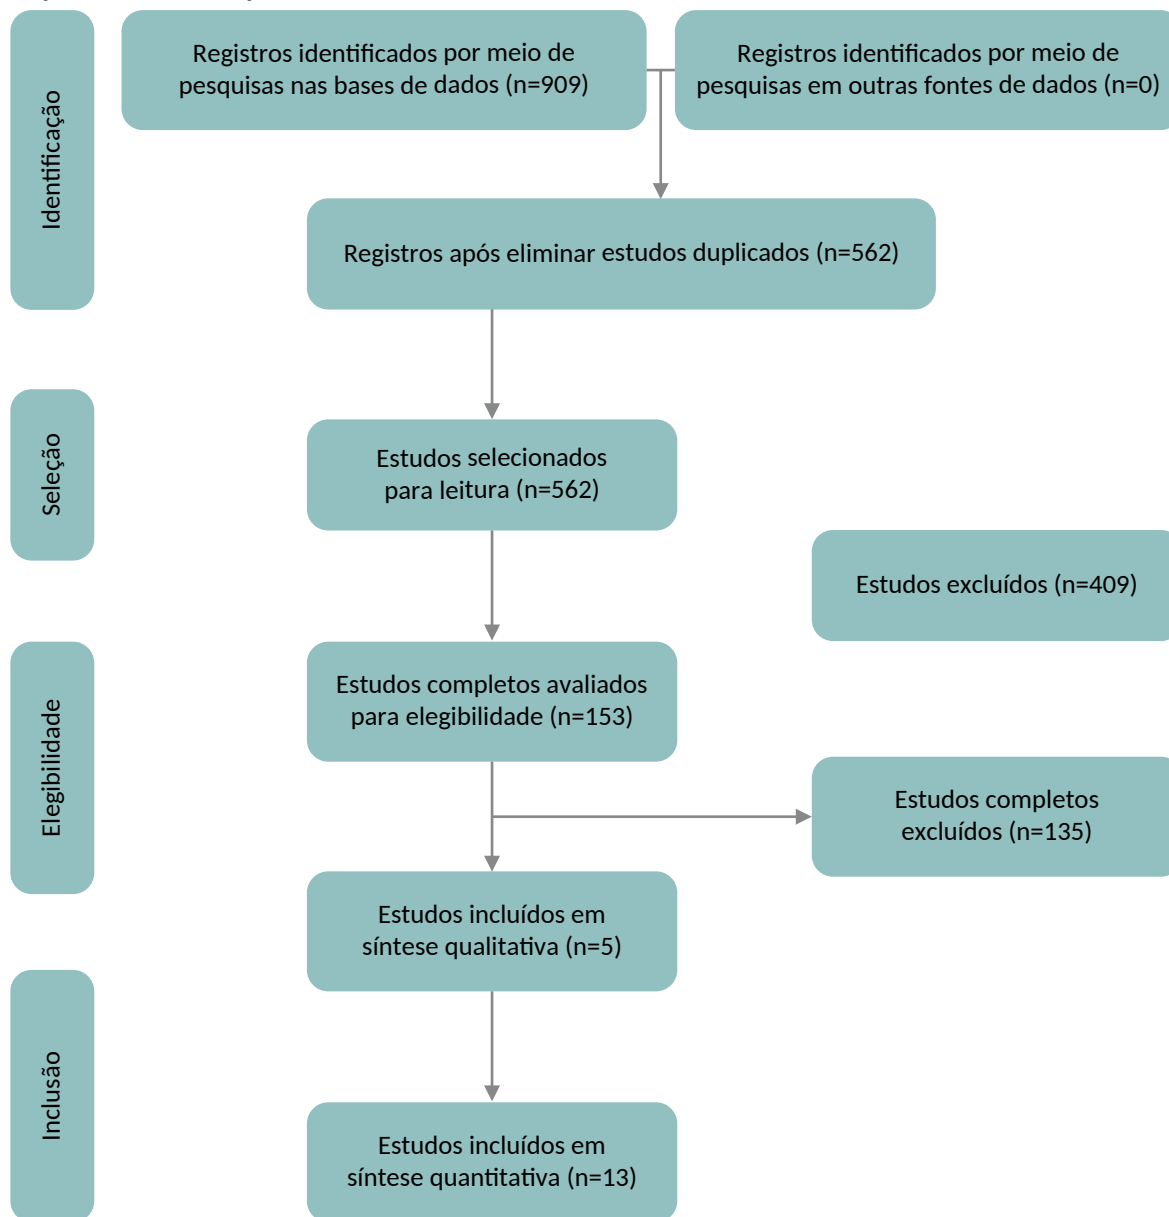 Identificação
Registros identificados por meio de
pesquisas nas bases de dados (n=909)
Registros identificados por meio de
pesquisas em outras fontes de dados (n=0)
Registros após eliminar estudos duplicados (n=562)
Seleção
Estudos selecionados
para leitura (n=562)
Estudos excluídos (n=409)
Elegibilidade
Estudos completos avaliados
para elegibilidade (n=153)
Estudos completos
excluídos (n=135)
Estudos incluídos em
síntese qualitativa (n=5)
Inclusão
Estudos incluídos em
síntese quantitativa (n=13)